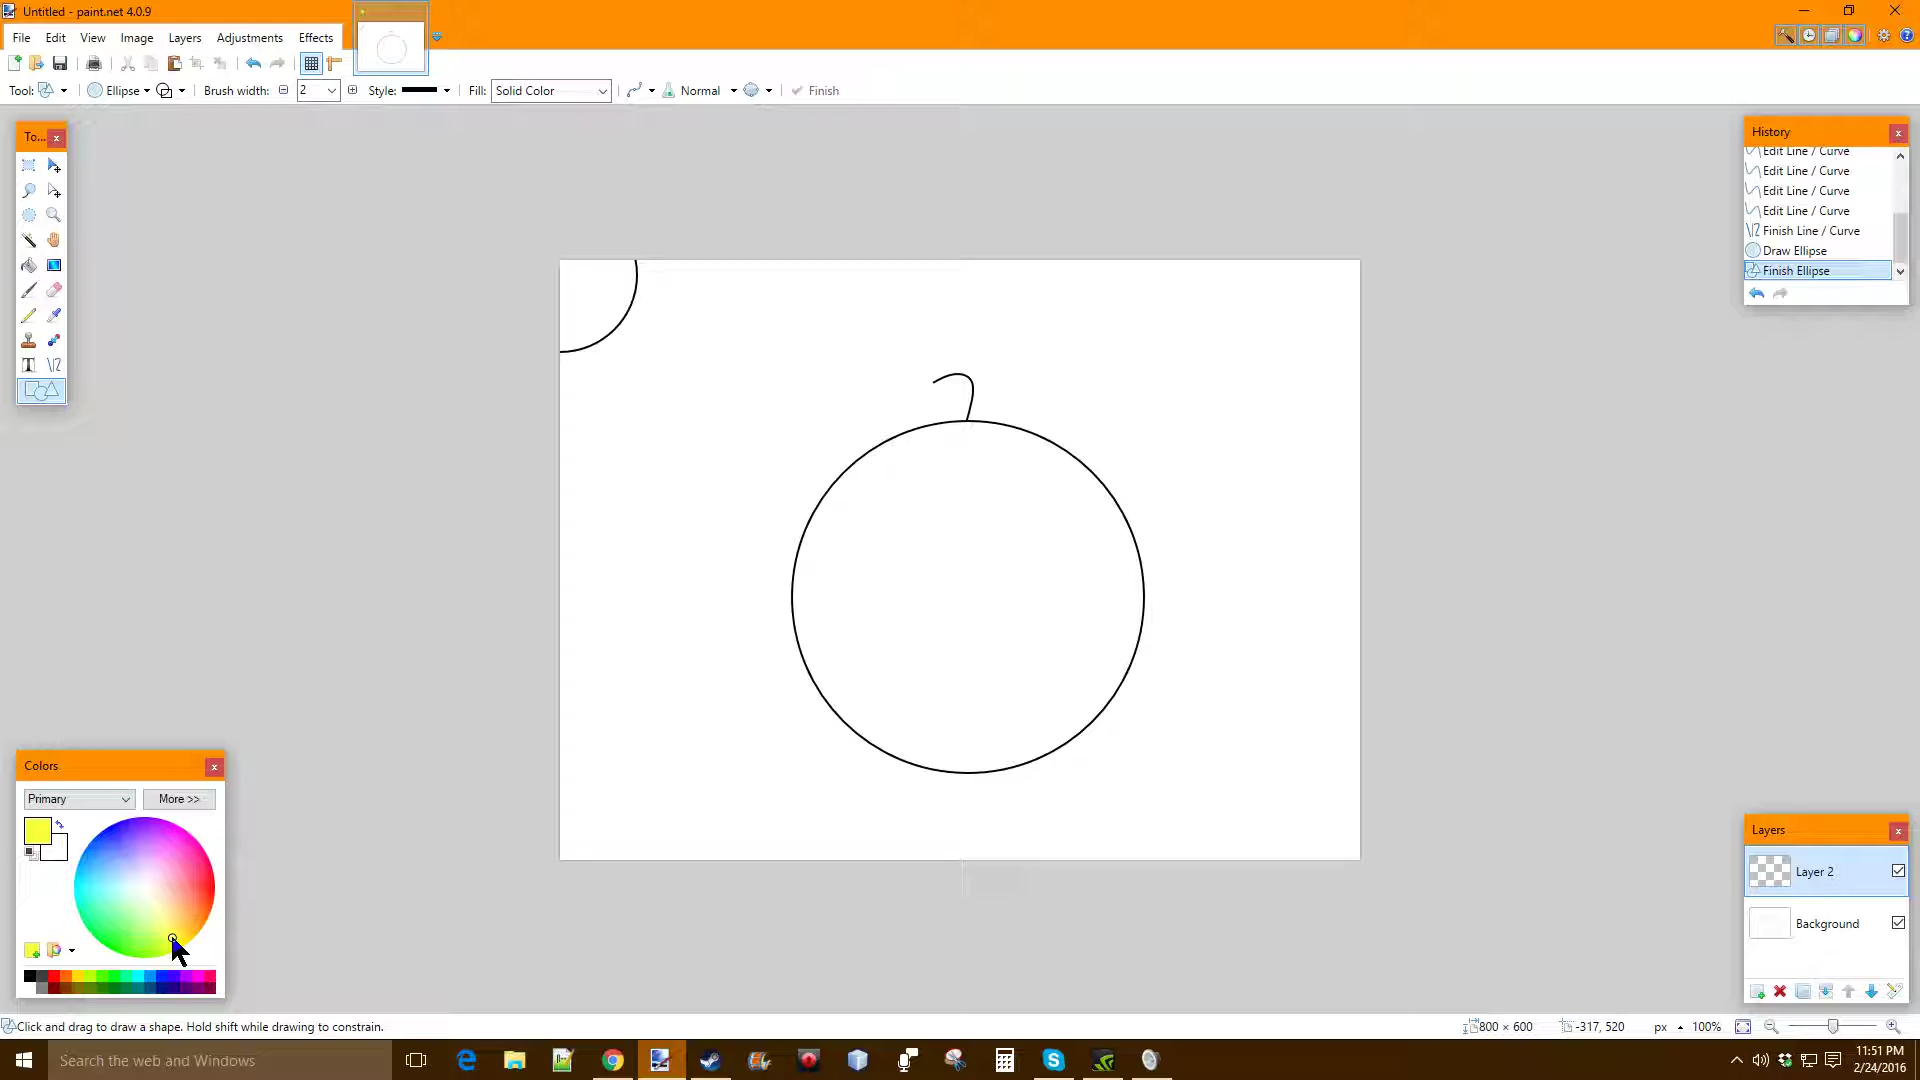 Untitled - paint.net 4.0.9
File Edit View Image Layers Adjustments Effects
Tool: Ellipse Brush width: 2 Style: Fill: Solid Color Normal Finish
To...
History
Edit Line / Curve
Edit Line / Curve
Edit Line / Curve
Edit Line / Curve
Finish Line / Curve
Draw Ellipse
Finish Ellipse
Colors
Primary More >>
Layers
Layer 2
Background
Click and drag to draw a shape. Hold shift while drawing to constrain.
800 × 600 -317, 520 px 100%
Search the web and Windows
11:51 PM
2/24/2016